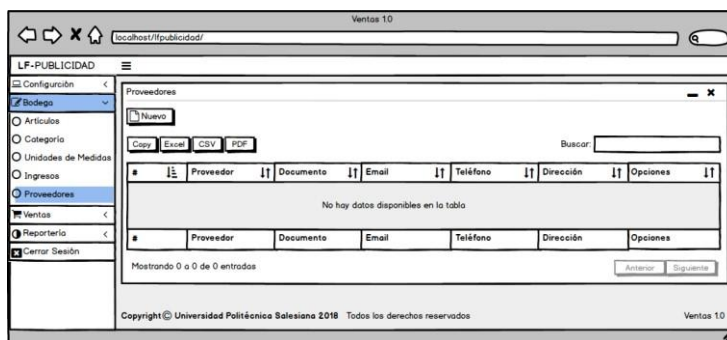 Ventas 1.0
localhost/lfpublicidad/
LF-PUBLICIDAD
Configurción
Bodega
Artículos
Categoría
Unidades de Medidas
Ingresos
Proveedores
Ventas
Reportería
Cerrar Sesión
Proveedores
Nuevo
Copy Excel CSV PDF Buscar:
# Proveedor Documento Email Teléfono Dirección Opciones
No hay datos disponibles en la tabla
# Proveedor Documento Email Teléfono Dirección Opciones
Mostrando 0 a 0 de 0 entradas Anterior Siguiente
Copyright © Universidad Politécnica Salesiana 2018 Todos los derechos reservados Ventas 1.0